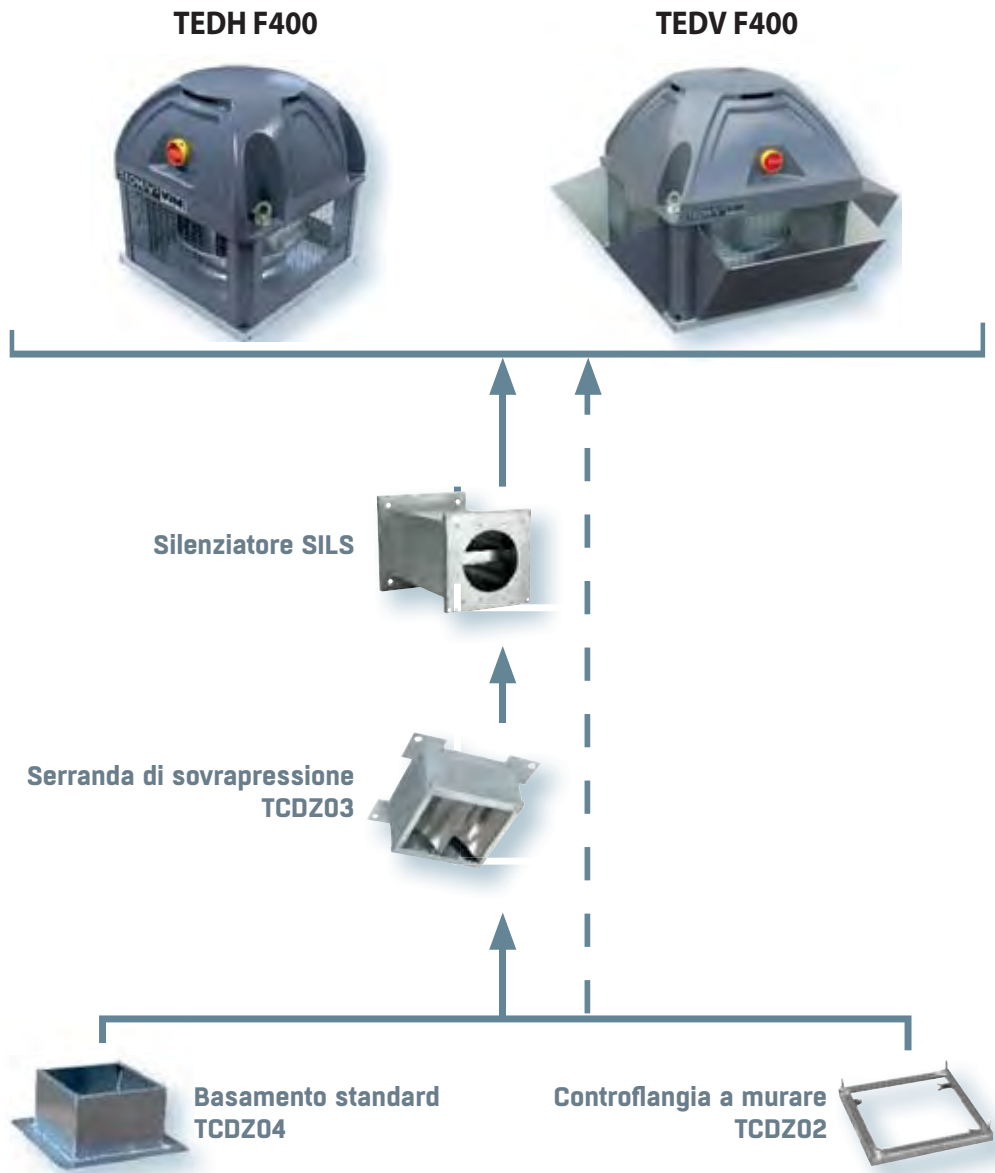 TEDH F400
TEDV F400
Silenziatore SILS
Serranda di sovrapressione
TCDZ03
Basamento standard
TCDZ04
Controflangia a murare
TCDZ02